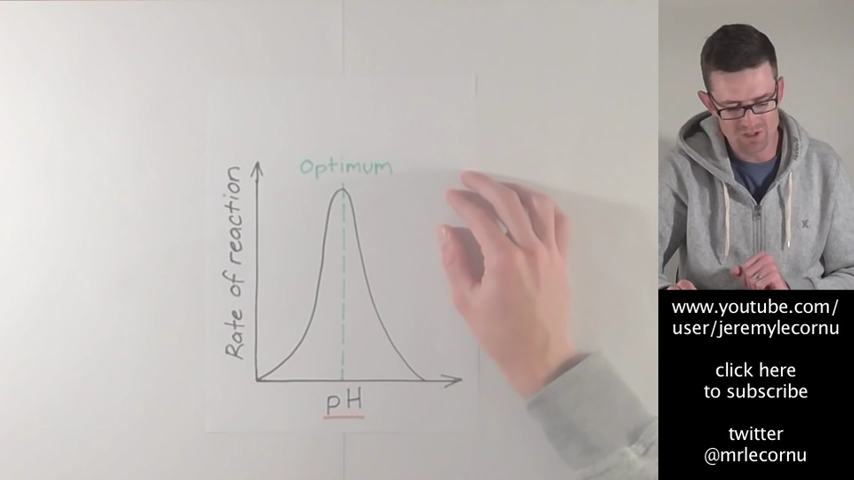 Optimum
Rate of reaction
pH
www.youtube.com/
user/jeremylecornu
click here
to subscribe
twitter
@mrlecornu